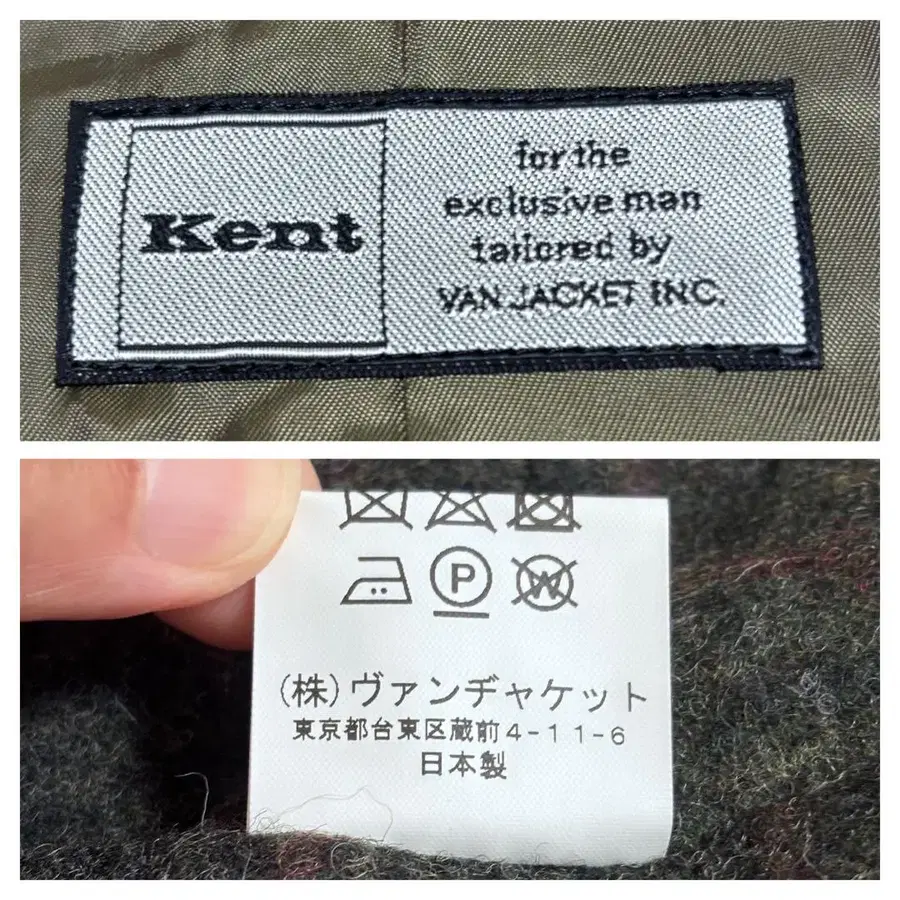 Kent
for the
exclusive man
tailored by
VAN JACKET INC.
P
W
(株)ヴァンヂャケット
東京都台東区蔵前4-11-6
日本製